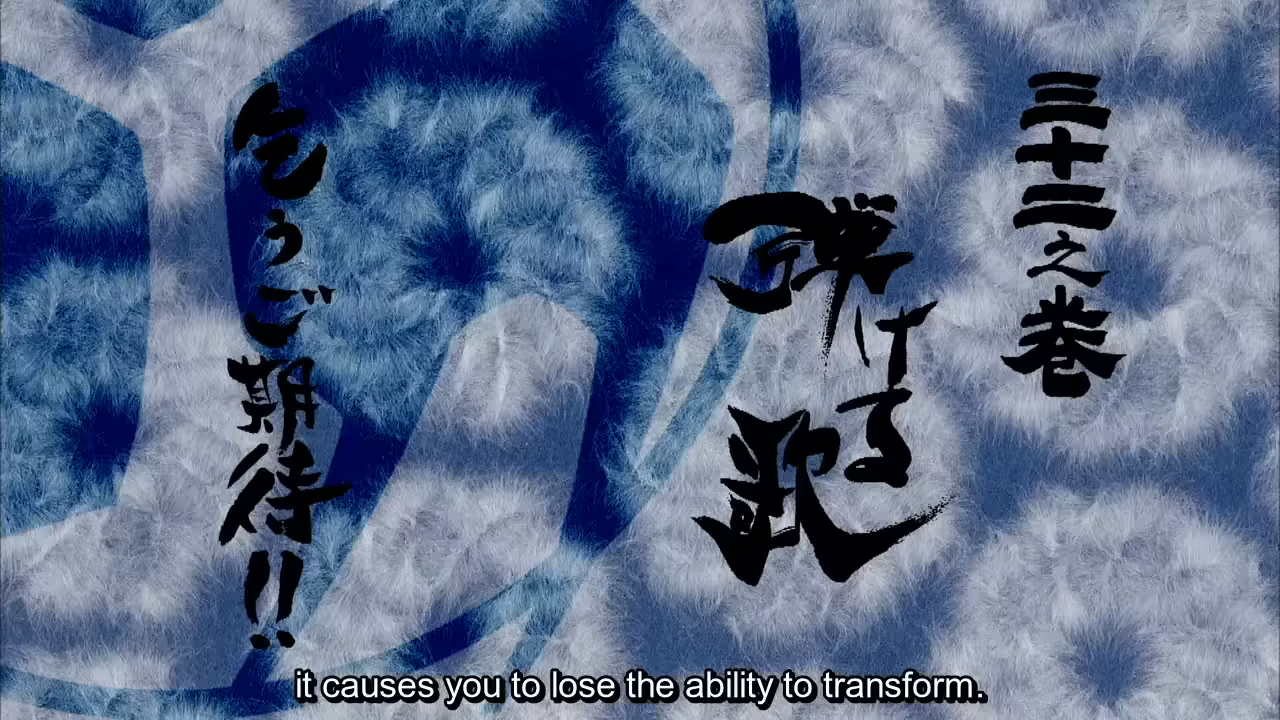 三十二之巻
弾ける歌
乞うご期待!!
it causes you to lose the ability to transform.